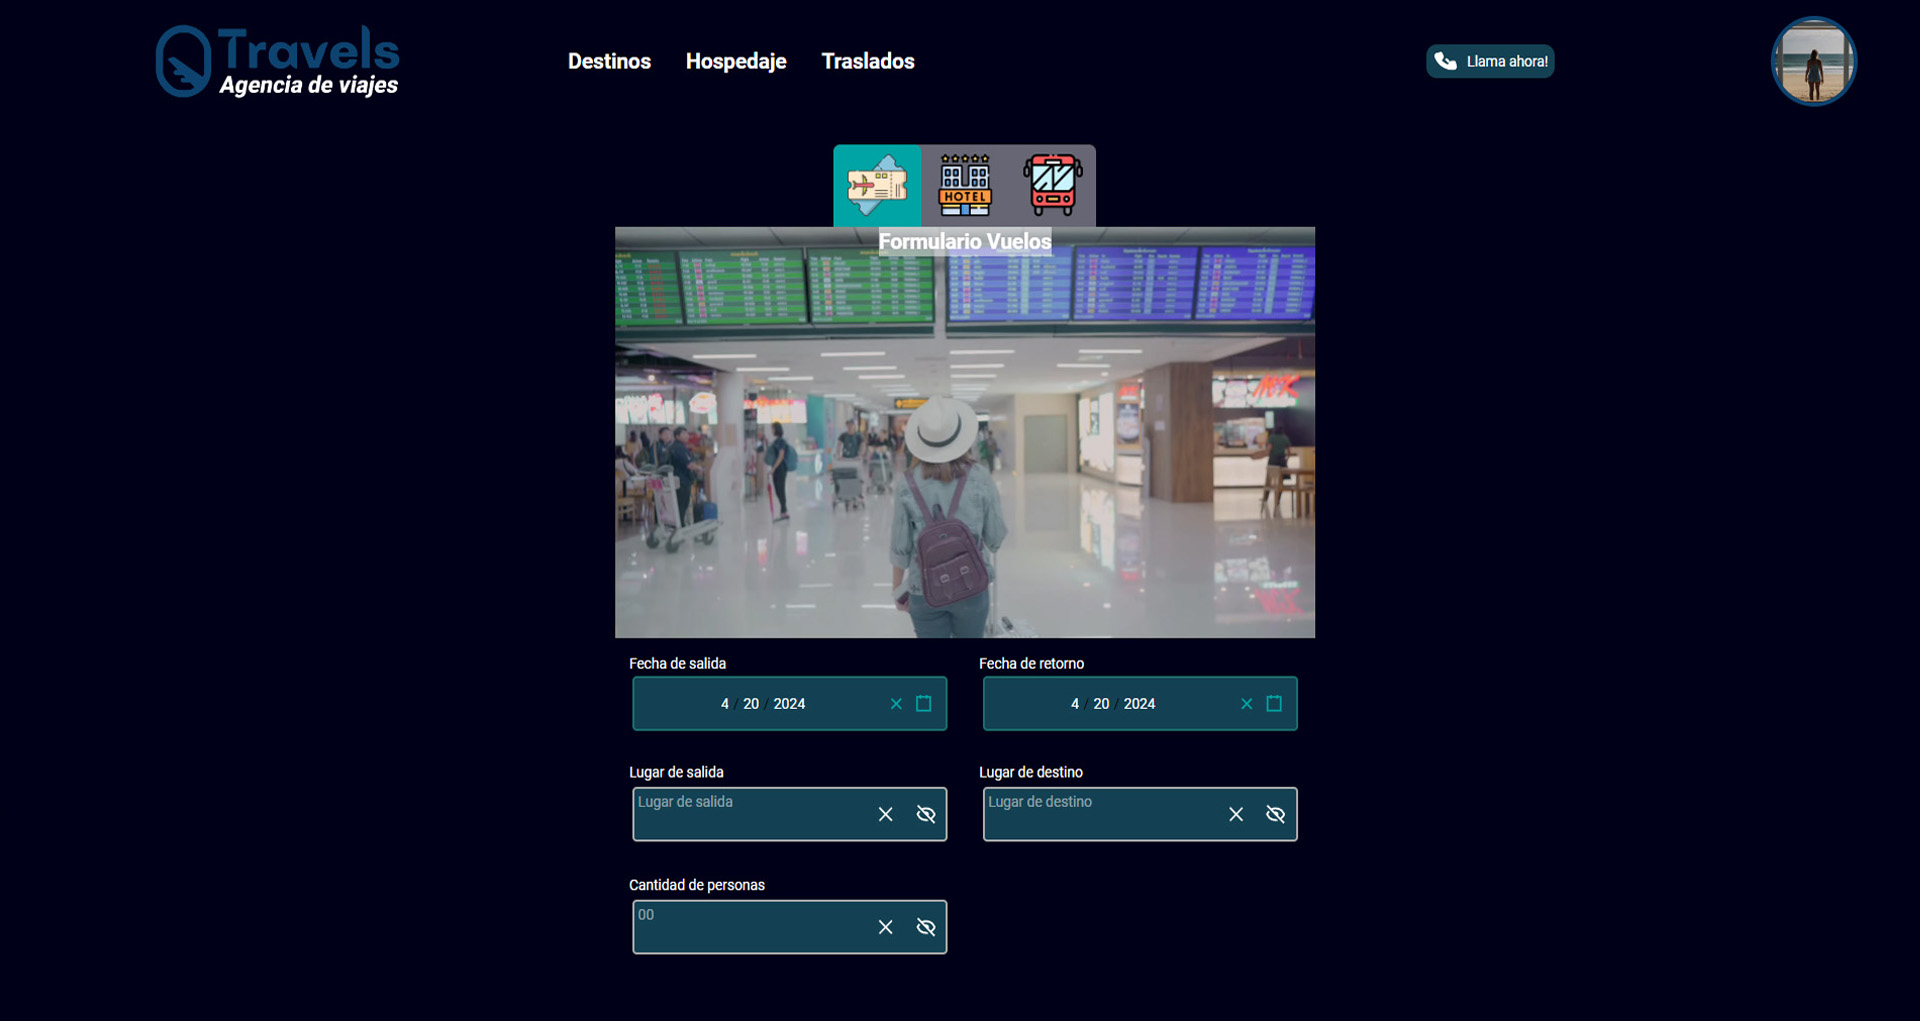 Travels
Agencia de viajes
Destinos
Hospedaje
Traslados
Llama ahora!
HOTEL
Formulario Vuelos
Fecha de salida
Fecha de retorno
4 / 20 / 2024
4 / 20 / 2024
Lugar de salida
Lugar de destino
Lugar de salida
Lugar de destino
Cantidad de personas
00